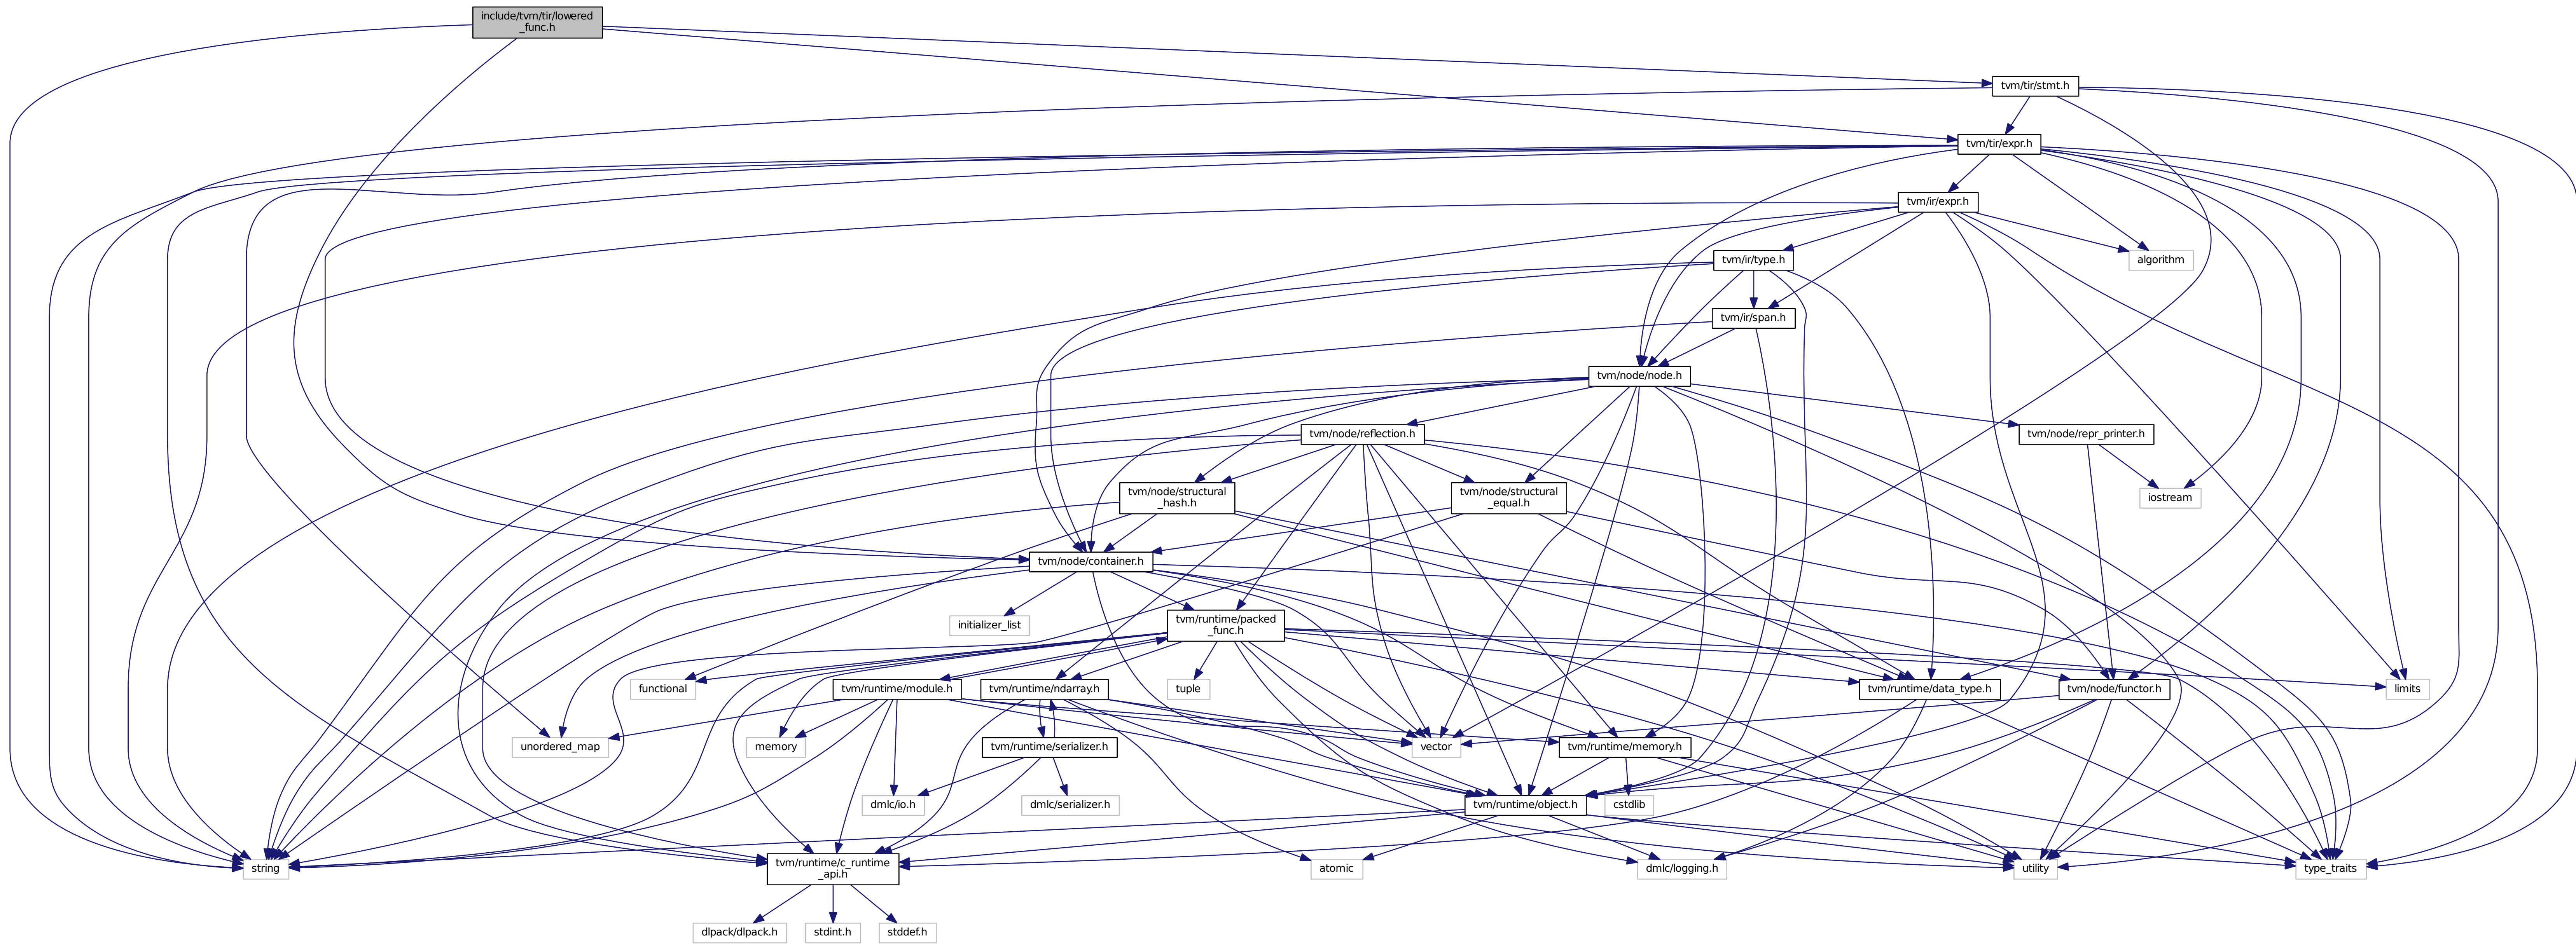 include/tvm/tir/lowered
_func.h
tvm/tir/stmt.h
tvm/tir/expr.h
tvm/ir/expr.h
tvm/ir/type.h
algorithm
tvm/ir/span.h
tvm/node/node.h
tvm/node/reflection.h
tvm/node/repr_printer.h
tvm/node/structural
_hash.h
tvm/node/structural
_equal.h
iostream
tvm/node/container.h
initializer_list
tvm/runtime/packed
_func.h
functional
tvm/runtime/module.h
tvm/runtime/ndarray.h
tuple
tvm/runtime/data_type.h
tvm/node/functor.h
limits
unordered_map
memory
tvm/runtime/serializer.h
vector
tvm/runtime/memory.h
dmlc/io.h
dmlc/serializer.h
tvm/runtime/object.h
cstdlib
string
tvm/runtime/c_runtime
_api.h
atomic
dmlc/logging.h
utility
type_traits
dlpack/dlpack.h
stdint.h
stddef.h